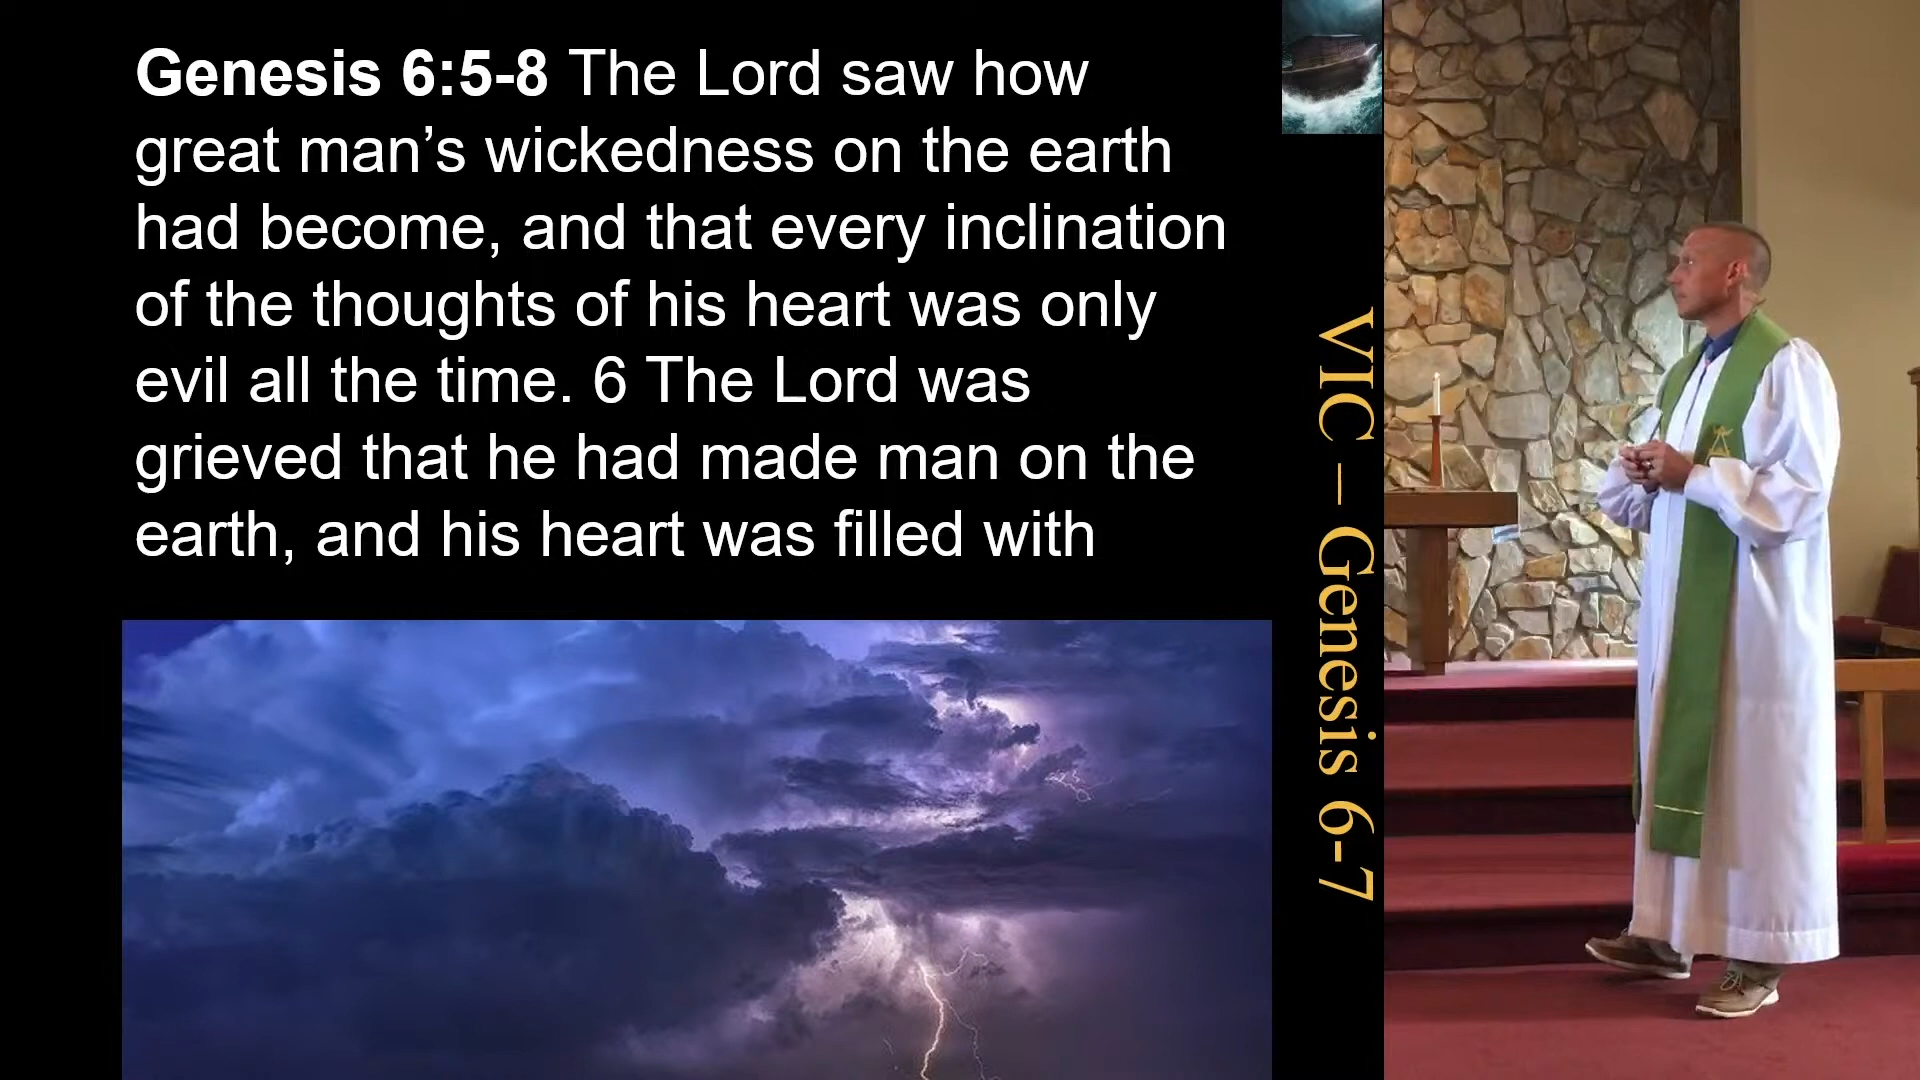 Genesis 6:5-8 The Lord saw how
great man’s wickedness on the earth
had become, and that every inclination
of the thoughts of his heart was only
evil all the time. 6 The Lord was
grieved that he had made man on the
earth, and his heart was filled with
VIC – Genesis 6-7